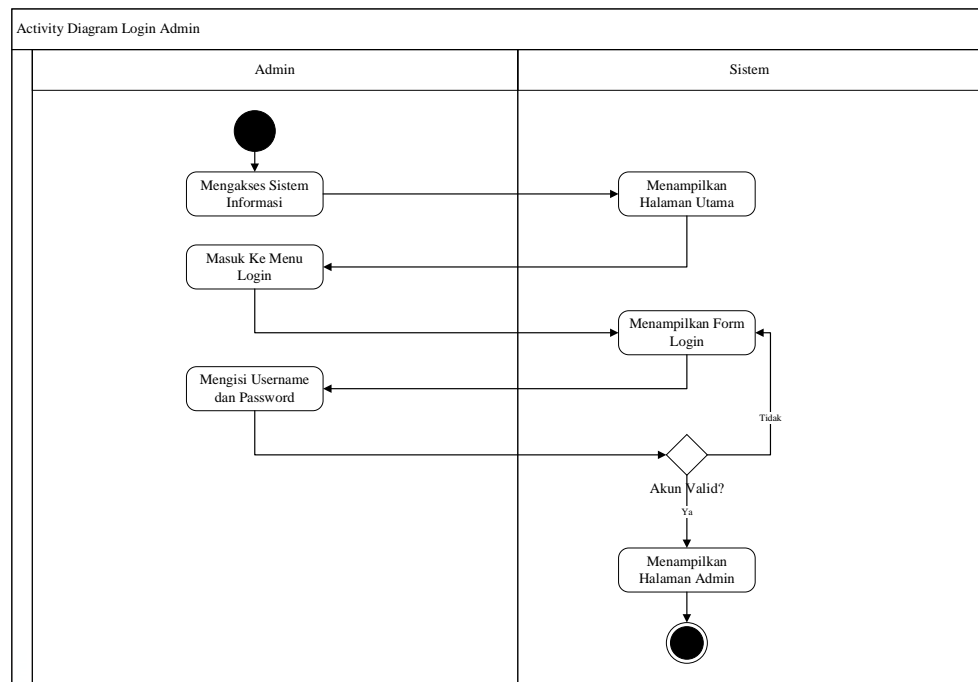 Activity Diagram Login Admin
Admin
Sistem
Mengakses Sistem
Informasi
Menampilkan
Halaman Utama
Masuk Ke Menu
Login
Menampilkan Form
Login
Mengisi Username
dan Password
Tidak
Akun Valid?
Ya
Menampilkan
Halaman Admin